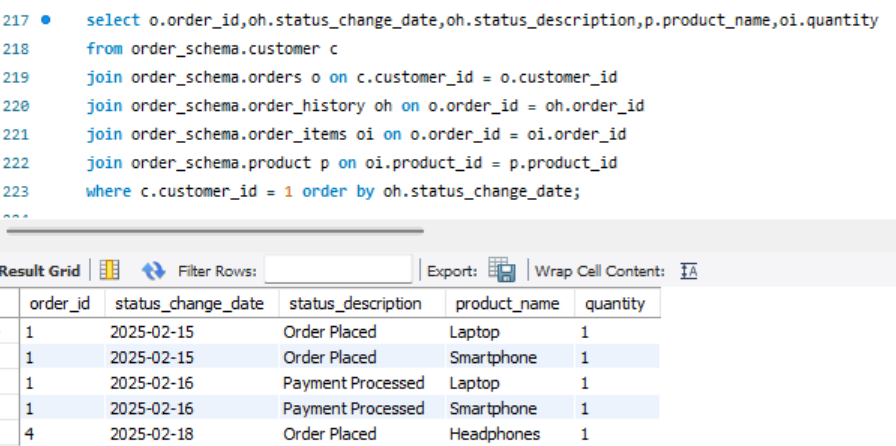 217 select o.order_id,oh.status_change_date,oh.status_description,p.product_name,oi.quantity
218 from order_schema.customer c
219 join order_schema.orders o on c.customer_id = o.customer_id
220 join order_schema.order_history oh on o.order_id = oh.order_id
221 join order_schema.order_items oi on o.order_id = oi.order_id
222 join order_schema.product p on oi.product_id = p.product_id
223 where c.customer_id = 1 order by oh.status_change_date;
Result Grid Filter Rows: Export: Wrap Cell Content: IA
order_id status_change_date status_description product_name quantity
1 2025-02-15 Order Placed Laptop 1
1 2025-02-15 Order Placed Smartphone 1
1 2025-02-16 Payment Processed Laptop 1
1 2025-02-16 Payment Processed Smartphone 1
4 2025-02-18 Order Placed Headphones 1